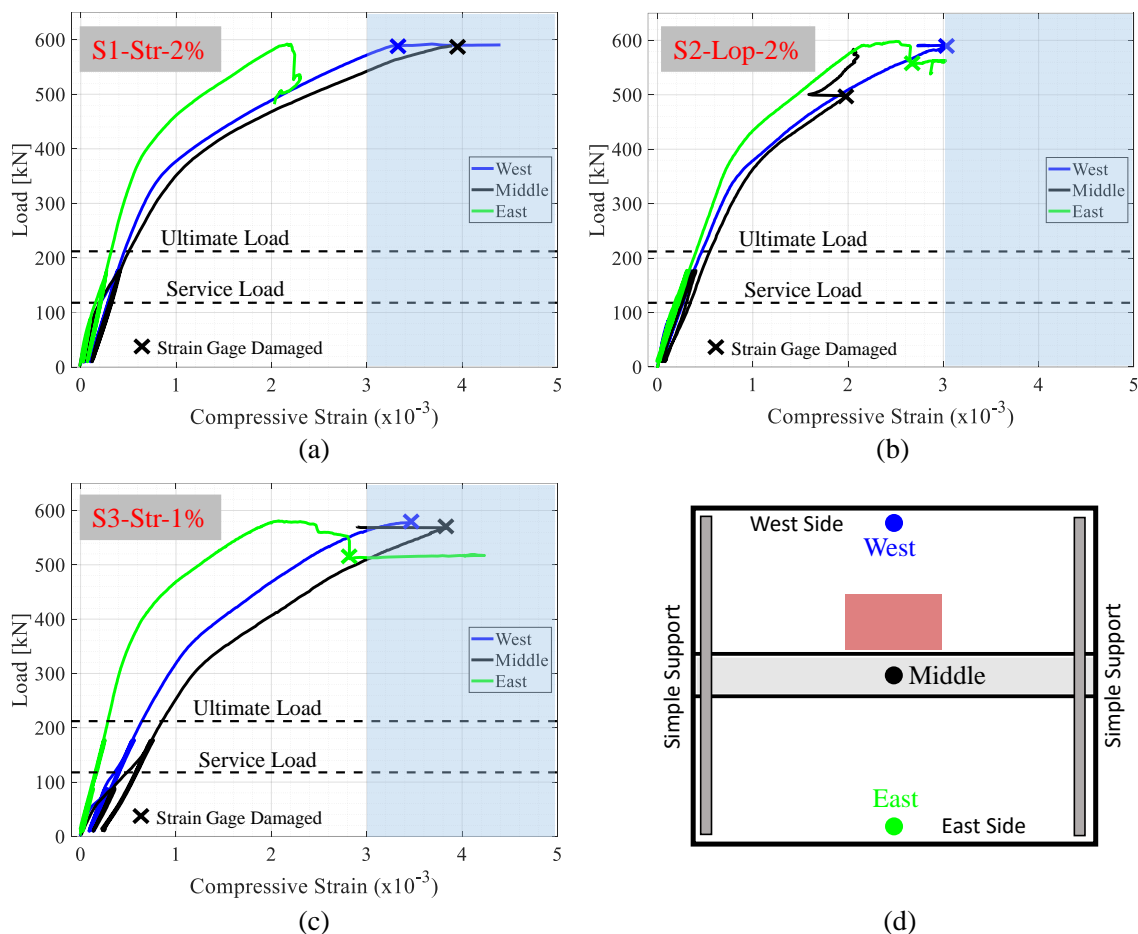 S1-Str-2%
600
500
400
300
200
100
0
Load [kN]
West
Middle
East
Ultimate Load
Service Load
Strain Gage Damaged
0 1 2 3 4 5
Compressive Strain (x10-3)
(a)
S2-Lop-2%
600
500
400
300
200
100
0
Load [kN]
West
Middle
East
Ultimate Load
Service Load
Strain Gage Damaged
0 1 2 3 4 5
Compressive Strain (x10-3)
(b)
S3-Str-1%
600
500
400
300
200
100
0
Load [kN]
West
Middle
East
Ultimate Load
Service Load
Strain Gage Damaged
0 1 2 3 4 5
Compressive Strain (x10-3)
(c)
West Side
West
Simple Support
Simple Support
Middle
East
East Side
(d)